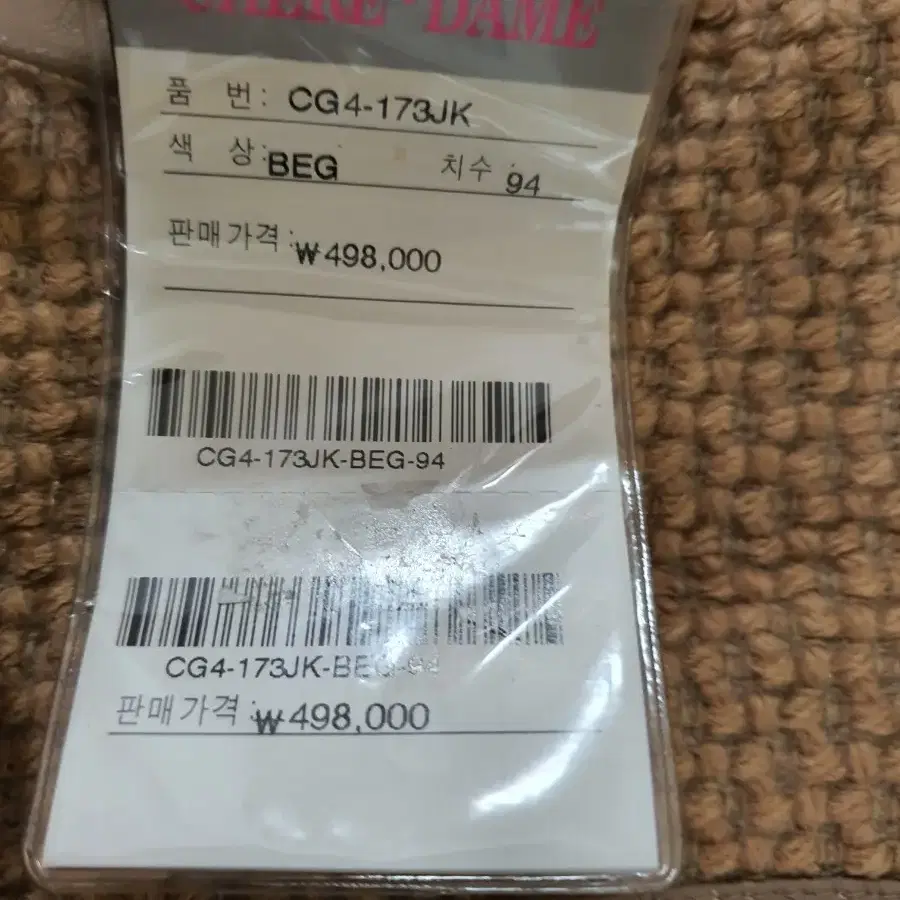 DAME
품 번: CG4-173JK
색 상: BEG 치수: 94
판매가격: ₩498,000
CG4-173JK-BEG-94
CG4-173JK-BEG-94
판매가격: ₩498,000